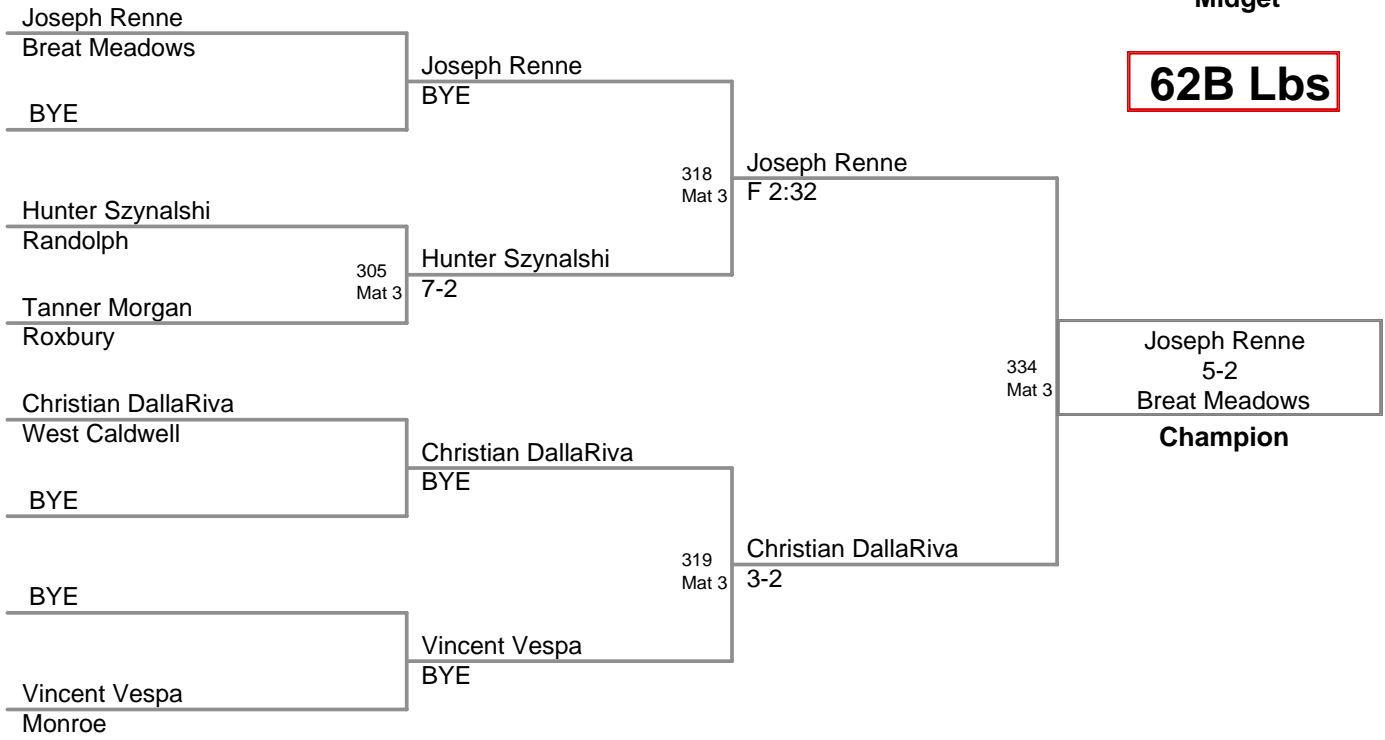 Midget
62B Lbs
Joseph Renne
Breat Meadows
BYE
Hunter Szynalshi
Randolph
Tanner Morgan
Roxbury
Christian DallaRiva
West Caldwell
BYE
BYE
Vincent Vespa
Monroe
305
Mat 3
Joseph Renne
BYE
Hunter Szynalshi
7-2
Christian DallaRiva
BYE
Vincent Vespa
BYE
318
Mat 3
319
Mat 3
Joseph Renne
F 2:32
Christian DallaRiva
3-2
334
Mat 3
Joseph Renne
5-2
Breat Meadows
Champion